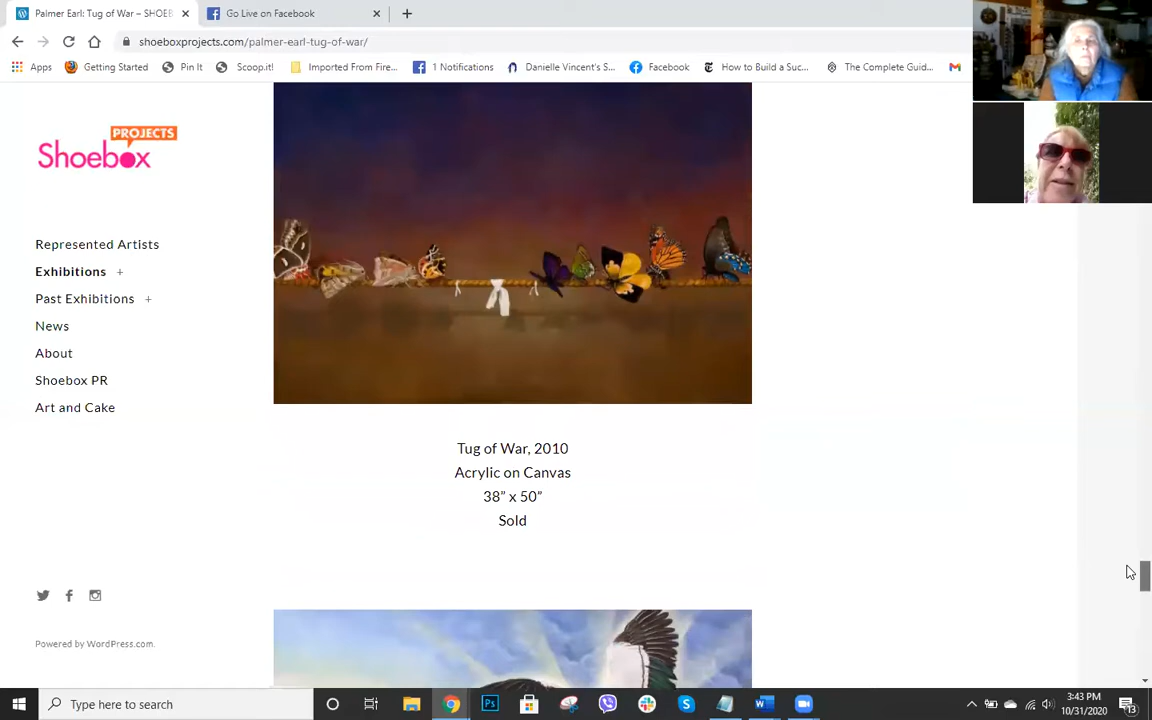 Palmer Earl: Tug of War – SHOEB
Go Live on Facebook
shoeboxprojects.com/palmer-earl-tug-of-war/
Apps
Getting Started
Pin It
Scoop.it!
Imported From Fire...
1 Notifications
Danielle Vincent's S...
Facebook
How to Build a Suc...
The Complete Guid...
PROJECTS
Shoebox
Represented Artists
Exhibitions +
Past Exhibitions +
News
About
Shoebox PR
Art and Cake
Tug of War, 2010
Acrylic on Canvas
38” x 50”
Sold
Powered by WordPress.com.
Type here to search
Ps
3:43 PM
10/31/2020
13